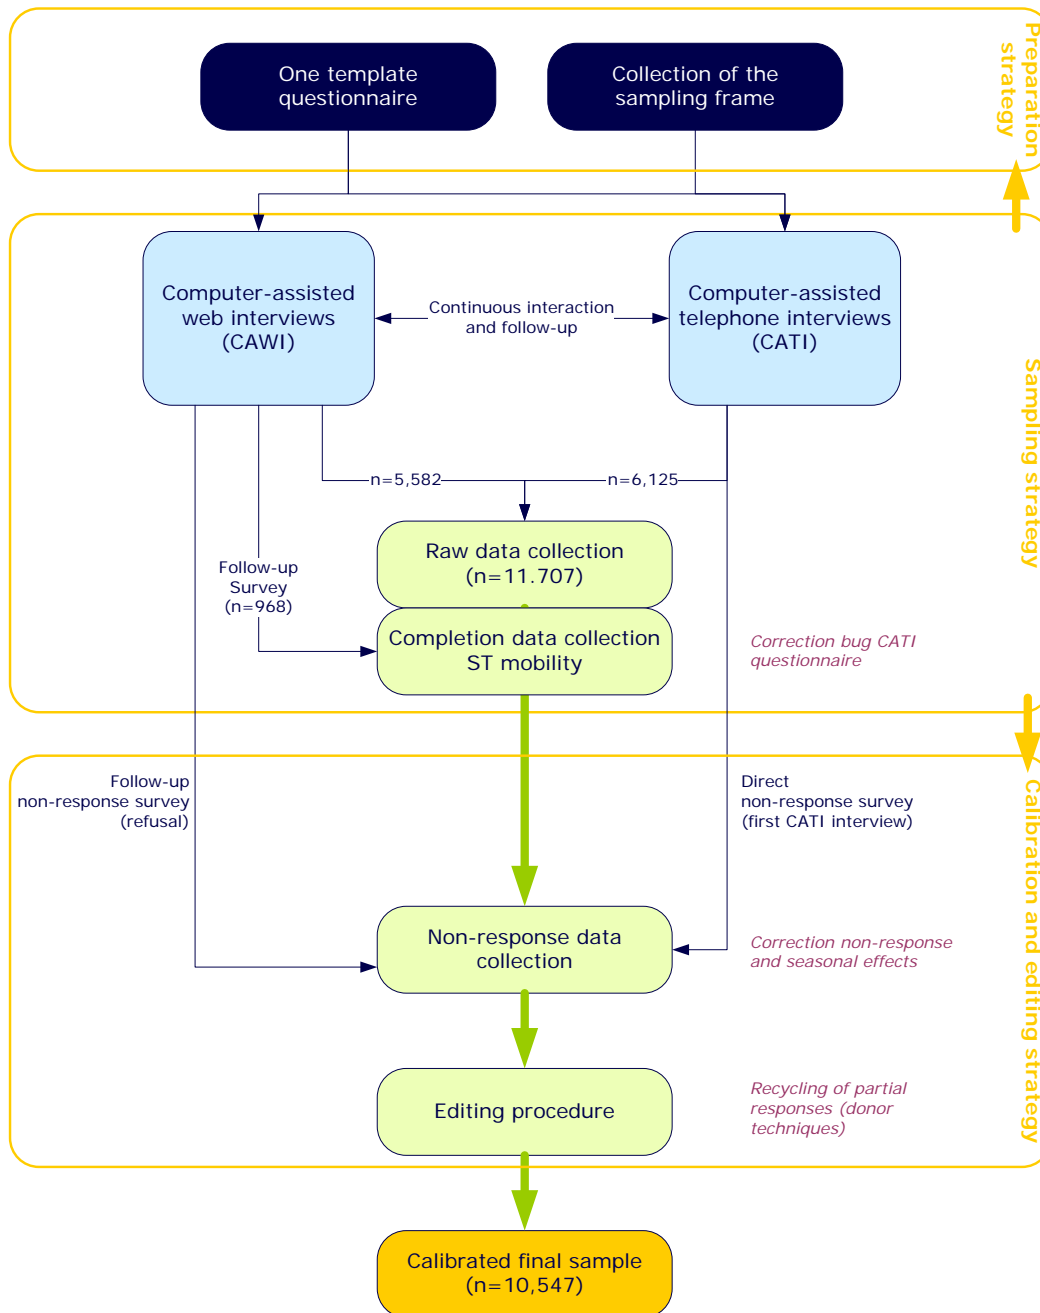 One template
questionnaire
Collection of the
sampling frame
Preparation
strategy
Computer-assisted
web interviews
(CAWI)
Continuous interaction
and follow-up
Computer-assisted
telephone interviews
(CATI)
Sampling strategy
n=5,582
n=6,125
Raw data collection
(n=11.707)
Follow-up
Survey
(n=968)
Completion data collection
ST mobility
Correction bug CATI
questionnaire
Follow-up
non-response survey
(refusal)
Direct
non-response survey
(first CATI interview)
Calibration and editing strategy
Non-response data
collection
Correction non-response
and seasonal effects
Editing procedure
Recycling of partial
responses (donor
techniques)
Calibrated final sample
(n=10,547)